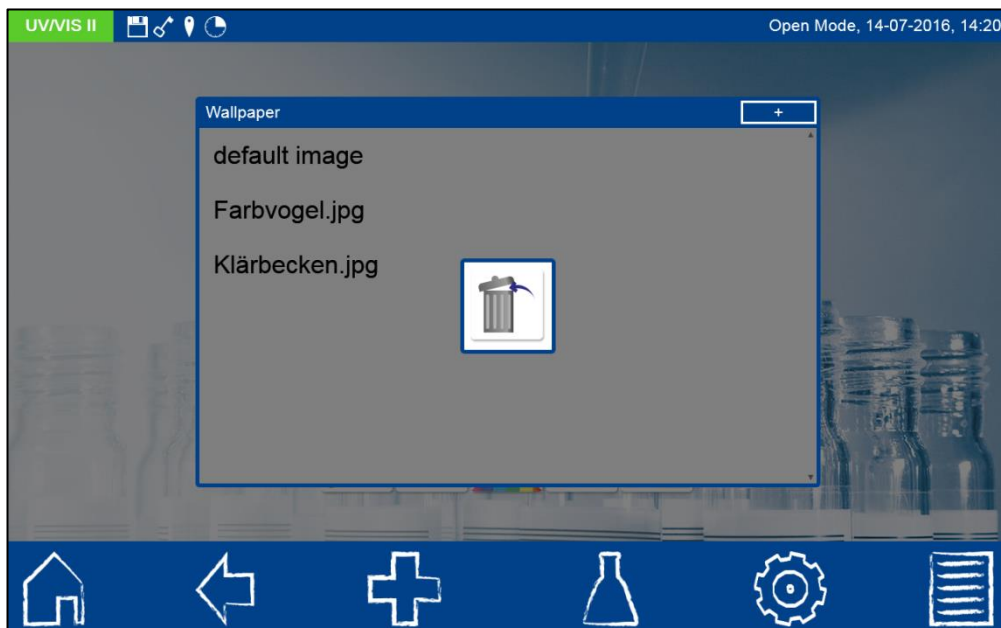 UV/VIS II
Open Mode, 14-07-2016, 14:20
Wallpaper
+
default image
Farbvogel.jpg
Klärbecken.jpg